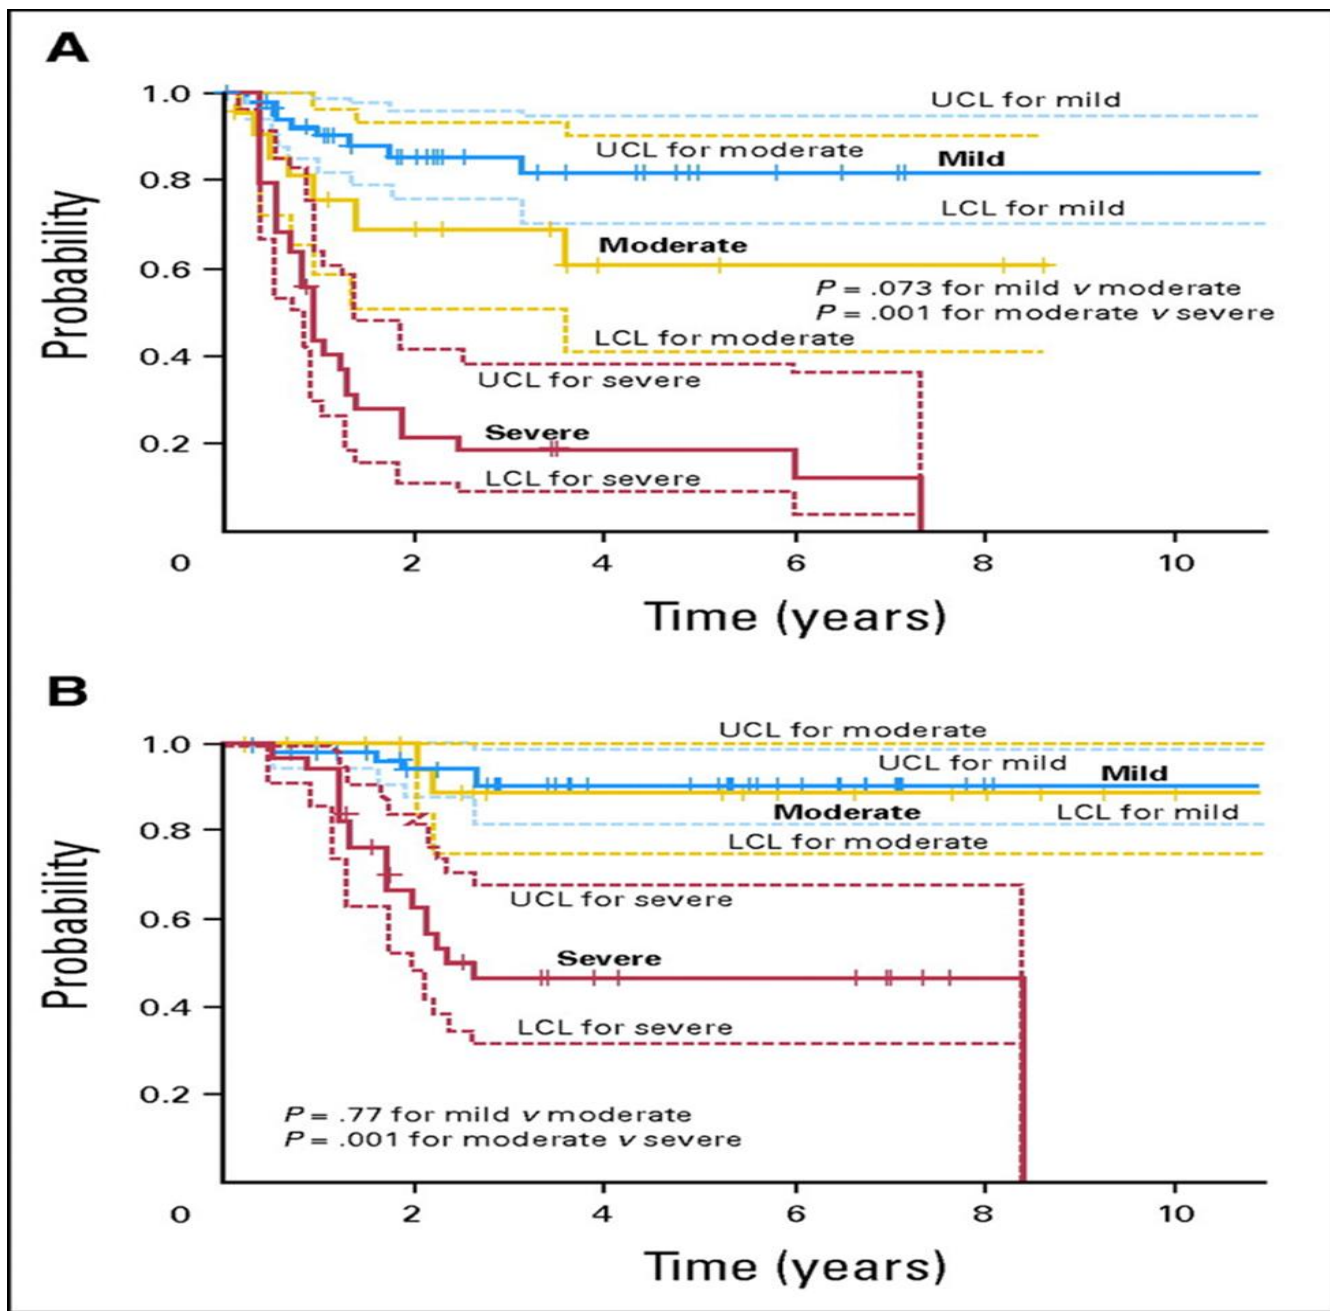 A
1.0
UCL for mild
UCL for moderate
Mild
0.8
LCL for mild
Moderate
0.6
P = .073 for mild v moderate
P = .001 for moderate v severe
LCL for moderate
0.4
UCL for severe
Severe
0.2
LCL for severe
0 2 4 6 8 10
Time (years)
Probability
B
UCL for moderate
1.0
UCL for mild
Mild
Moderate
LCL for mild
0.8
LCL for moderate
UCL for severe
0.6
Severe
0.4
LCL for severe
0.2
P = .77 for mild v moderate
P = .001 for moderate v severe
0 2 4 6 8 10
Time (years)
Probability